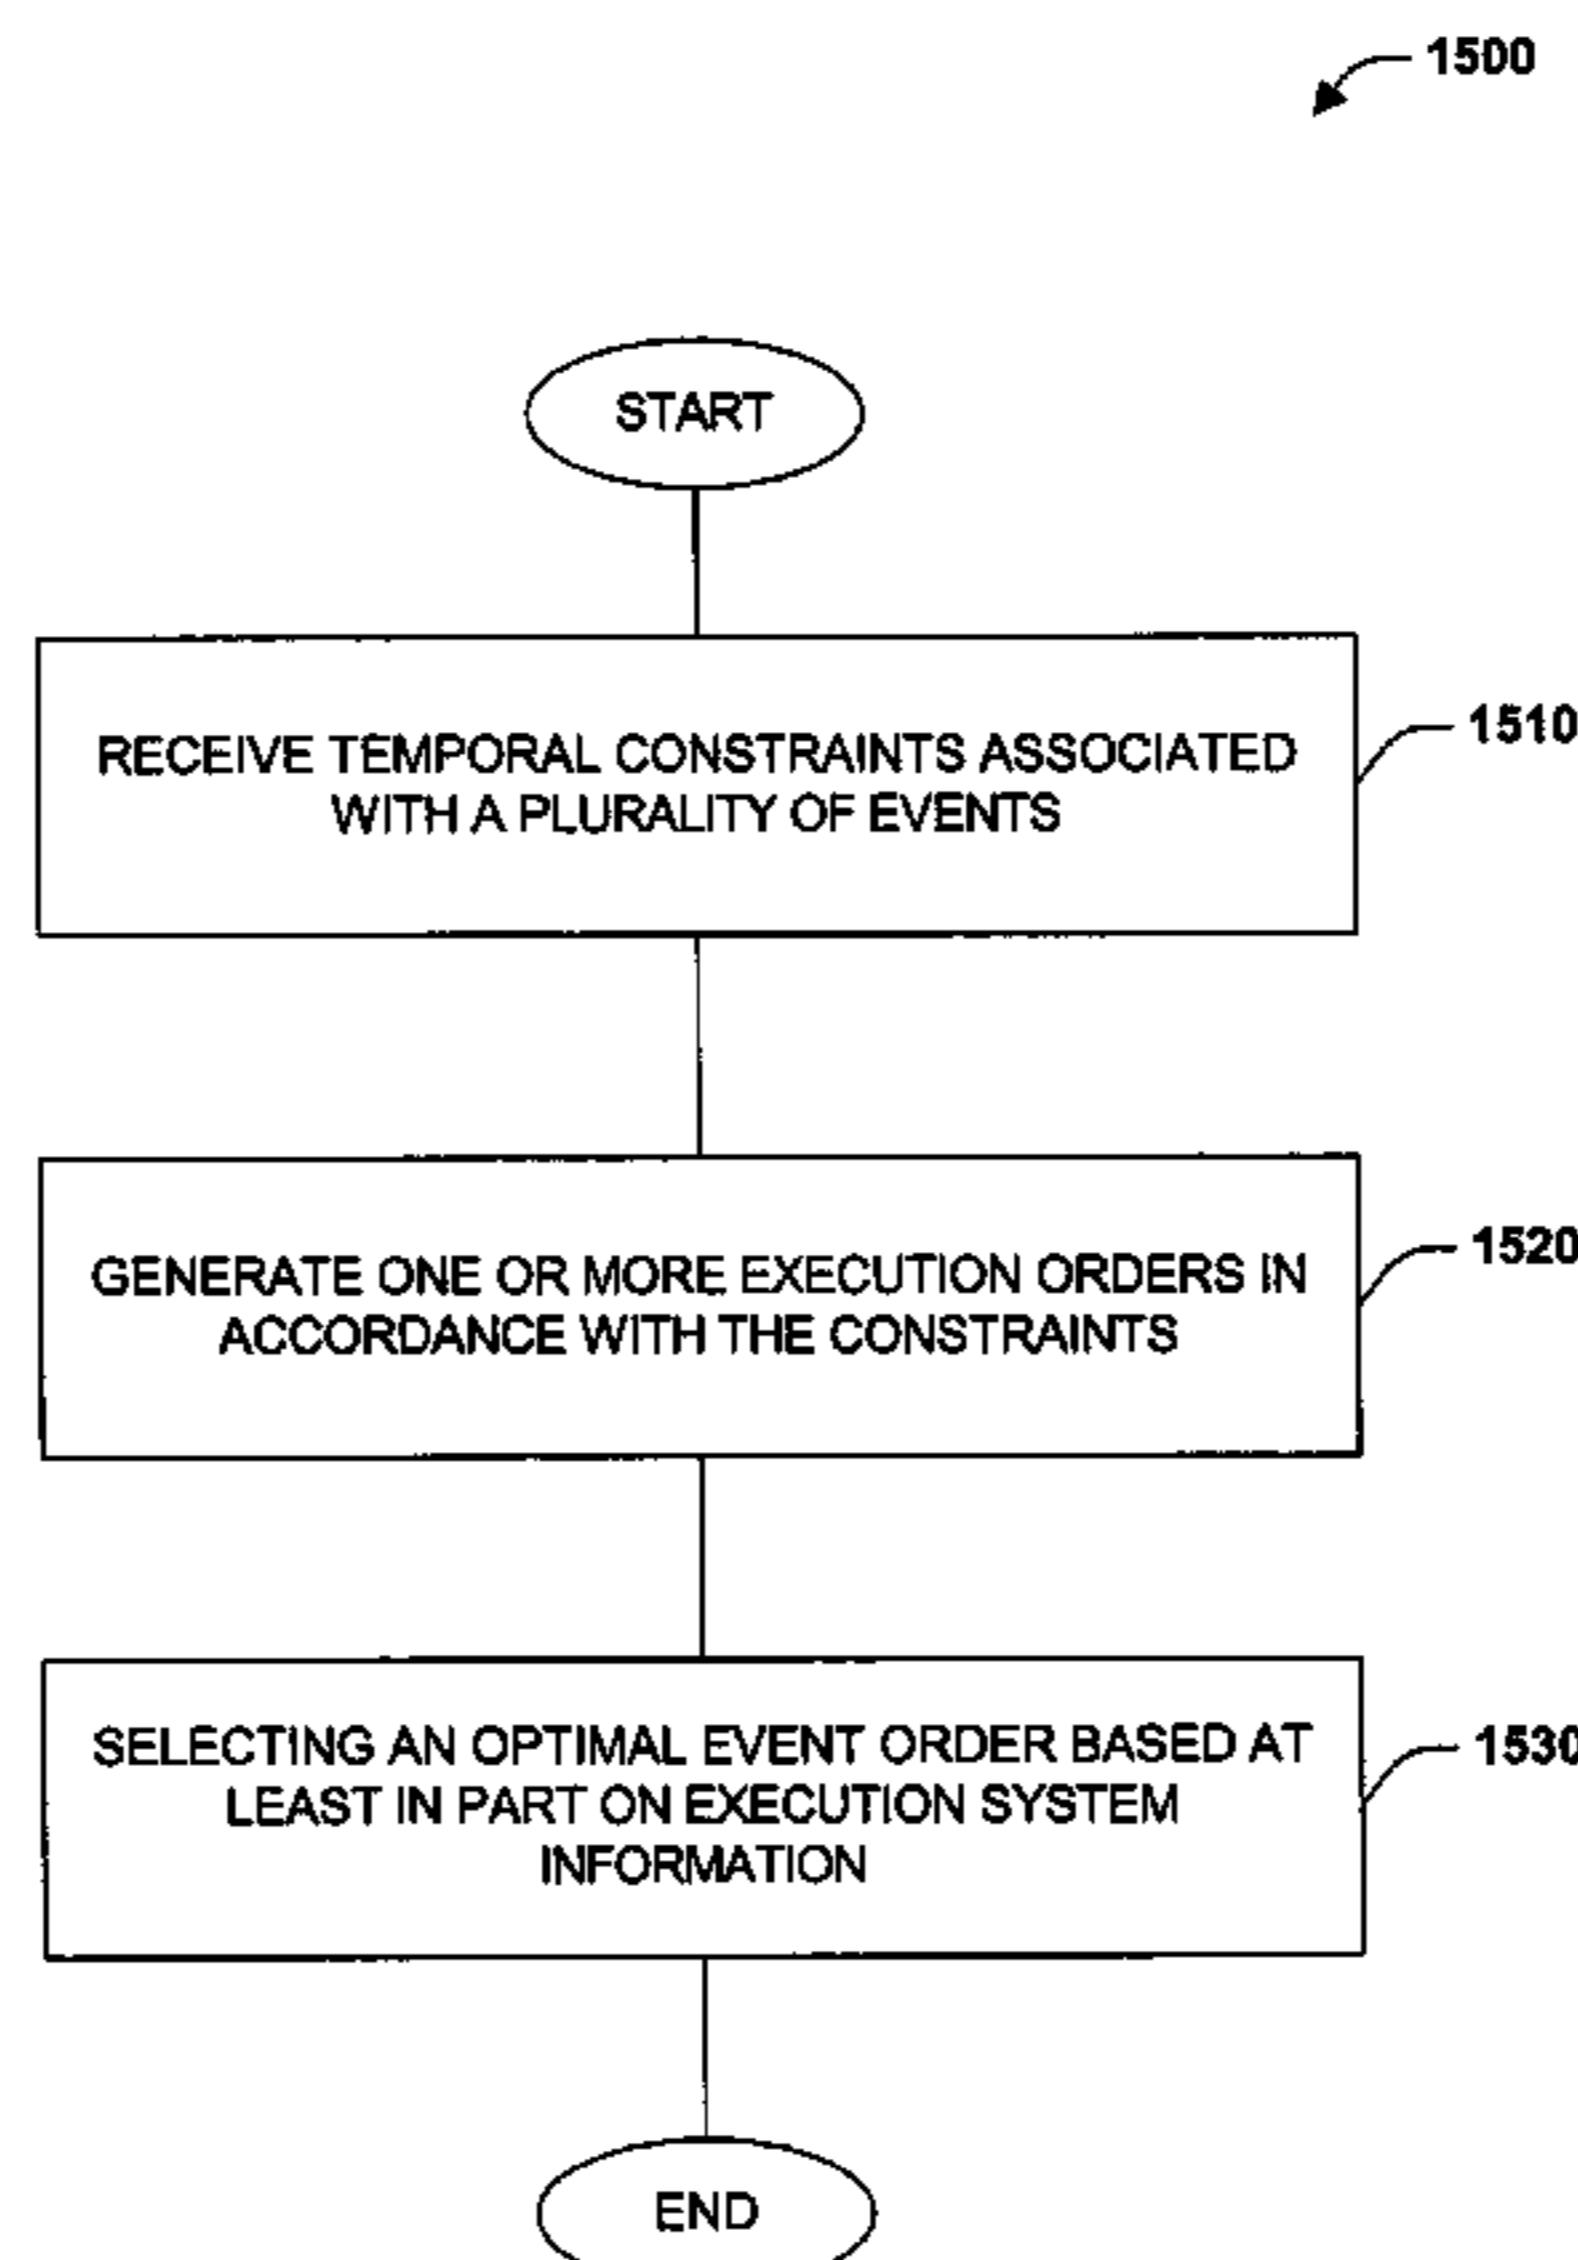 1500
START
RECEIVE TEMPORAL CONSTRAINTS ASSOCIATED
WITH A PLURALITY OF EVENTS
1510
GENERATE ONE OR MORE EXECUTION ORDERS IN
ACCORDANCE WITH THE CONSTRAINTS
1520
SELECTING AN OPTIMAL EVENT ORDER BASED AT
LEAST IN PART ON EXECUTION SYSTEM
INFORMATION
1530
END